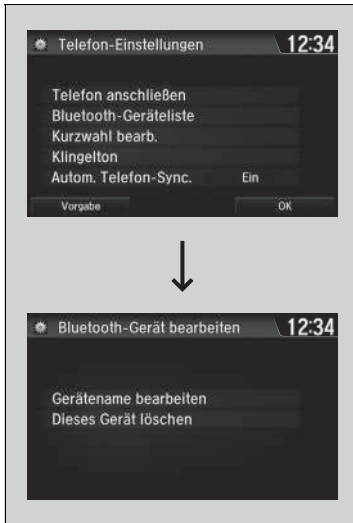 Telefon-Einstellungen 12:34
Telefon anschließen
Bluetooth-Geräteliste
Kurzwahl bearb.
Klingelton
Autom. Telefon-Sync. Ein
Vorgabe OK
Bluetooth-Gerät bearbeiten 12:34
Gerätename bearbeiten
Dieses Gerät löschen